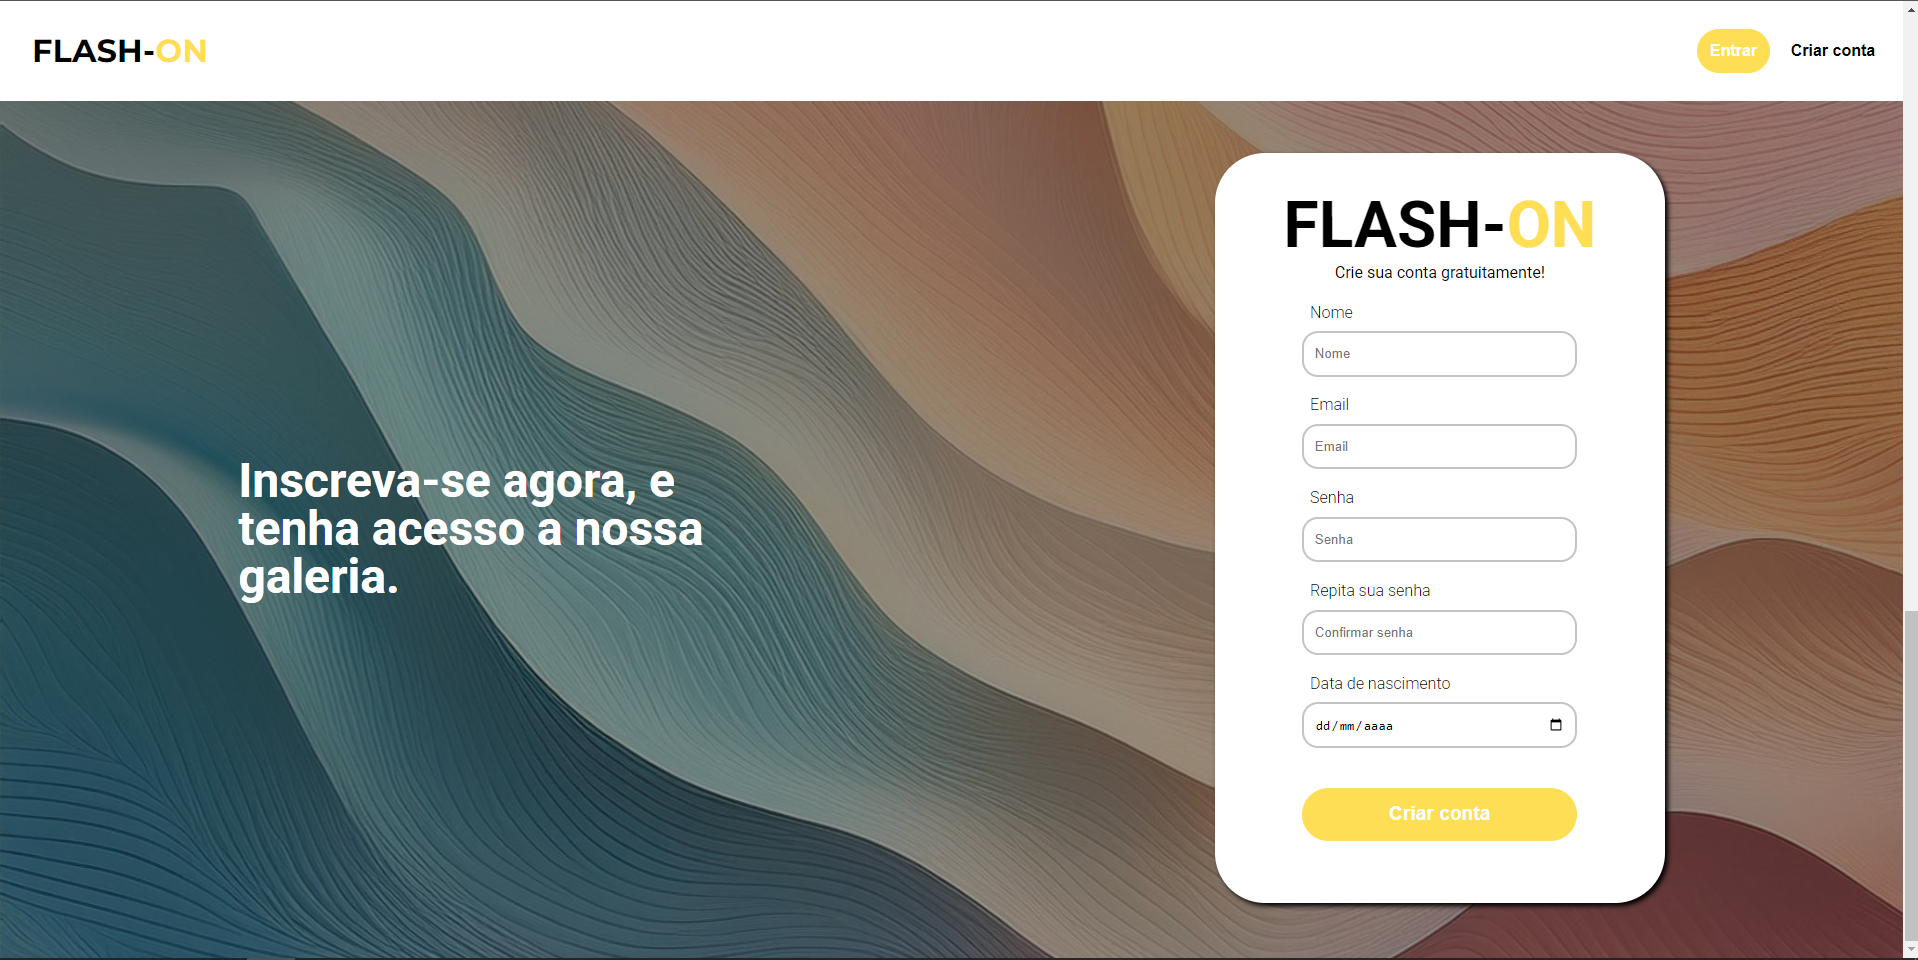 FLASH-ON
Entrar
Criar conta
Inscreva-se agora, e
tenha acesso a nossa
galeria.
FLASH-ON
Crie sua conta gratuitamente!
Nome
Nome
Email
Email
Senha
Senha
Repita sua senha
Confirmar senha
Data de nascimento
dd/mm/aaaa
Criar conta